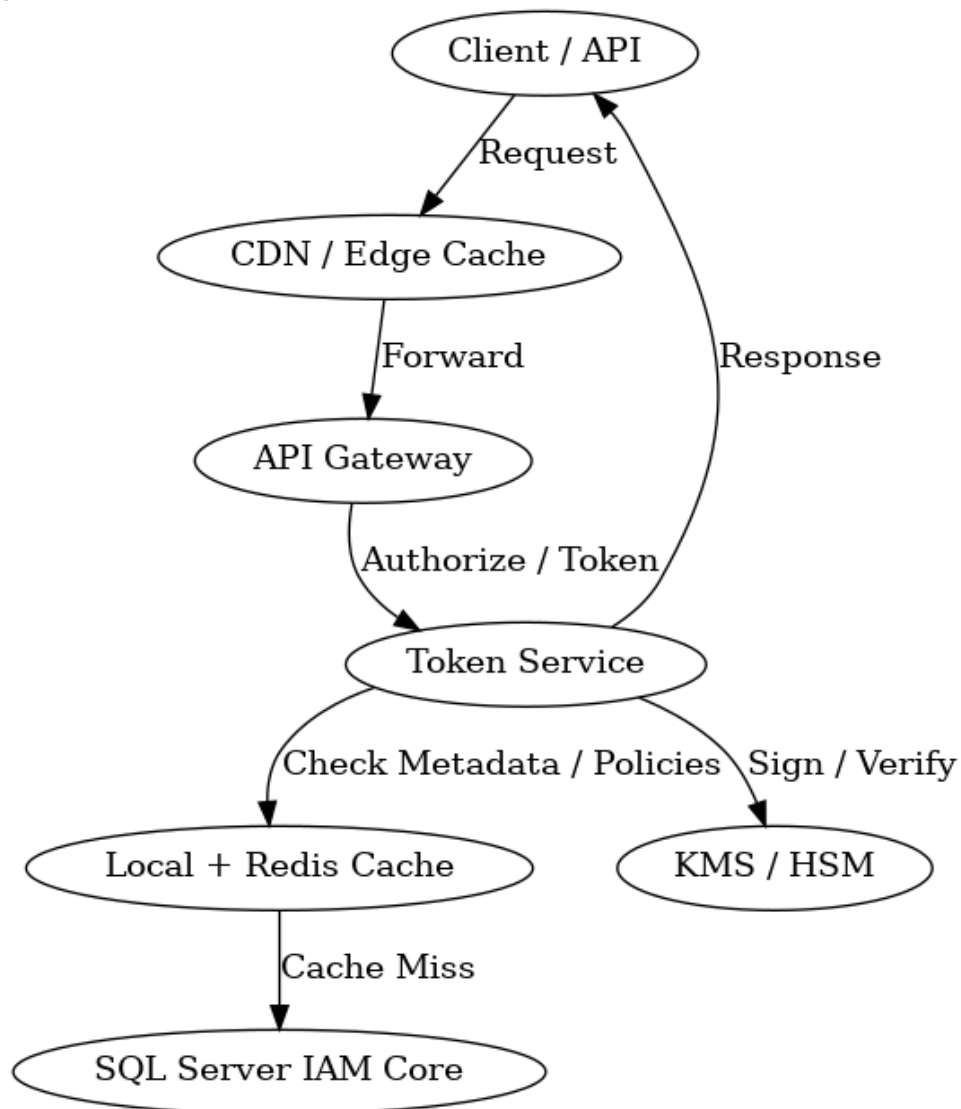 Client / API
Request
CDN / Edge Cache
Forward
Response
API Gateway
Authorize / Token
Token Service
Check Metadata / Policies
Sign / Verify
Local + Redis Cache
KMS / HSM
Cache Miss
SQL Server IAM Core